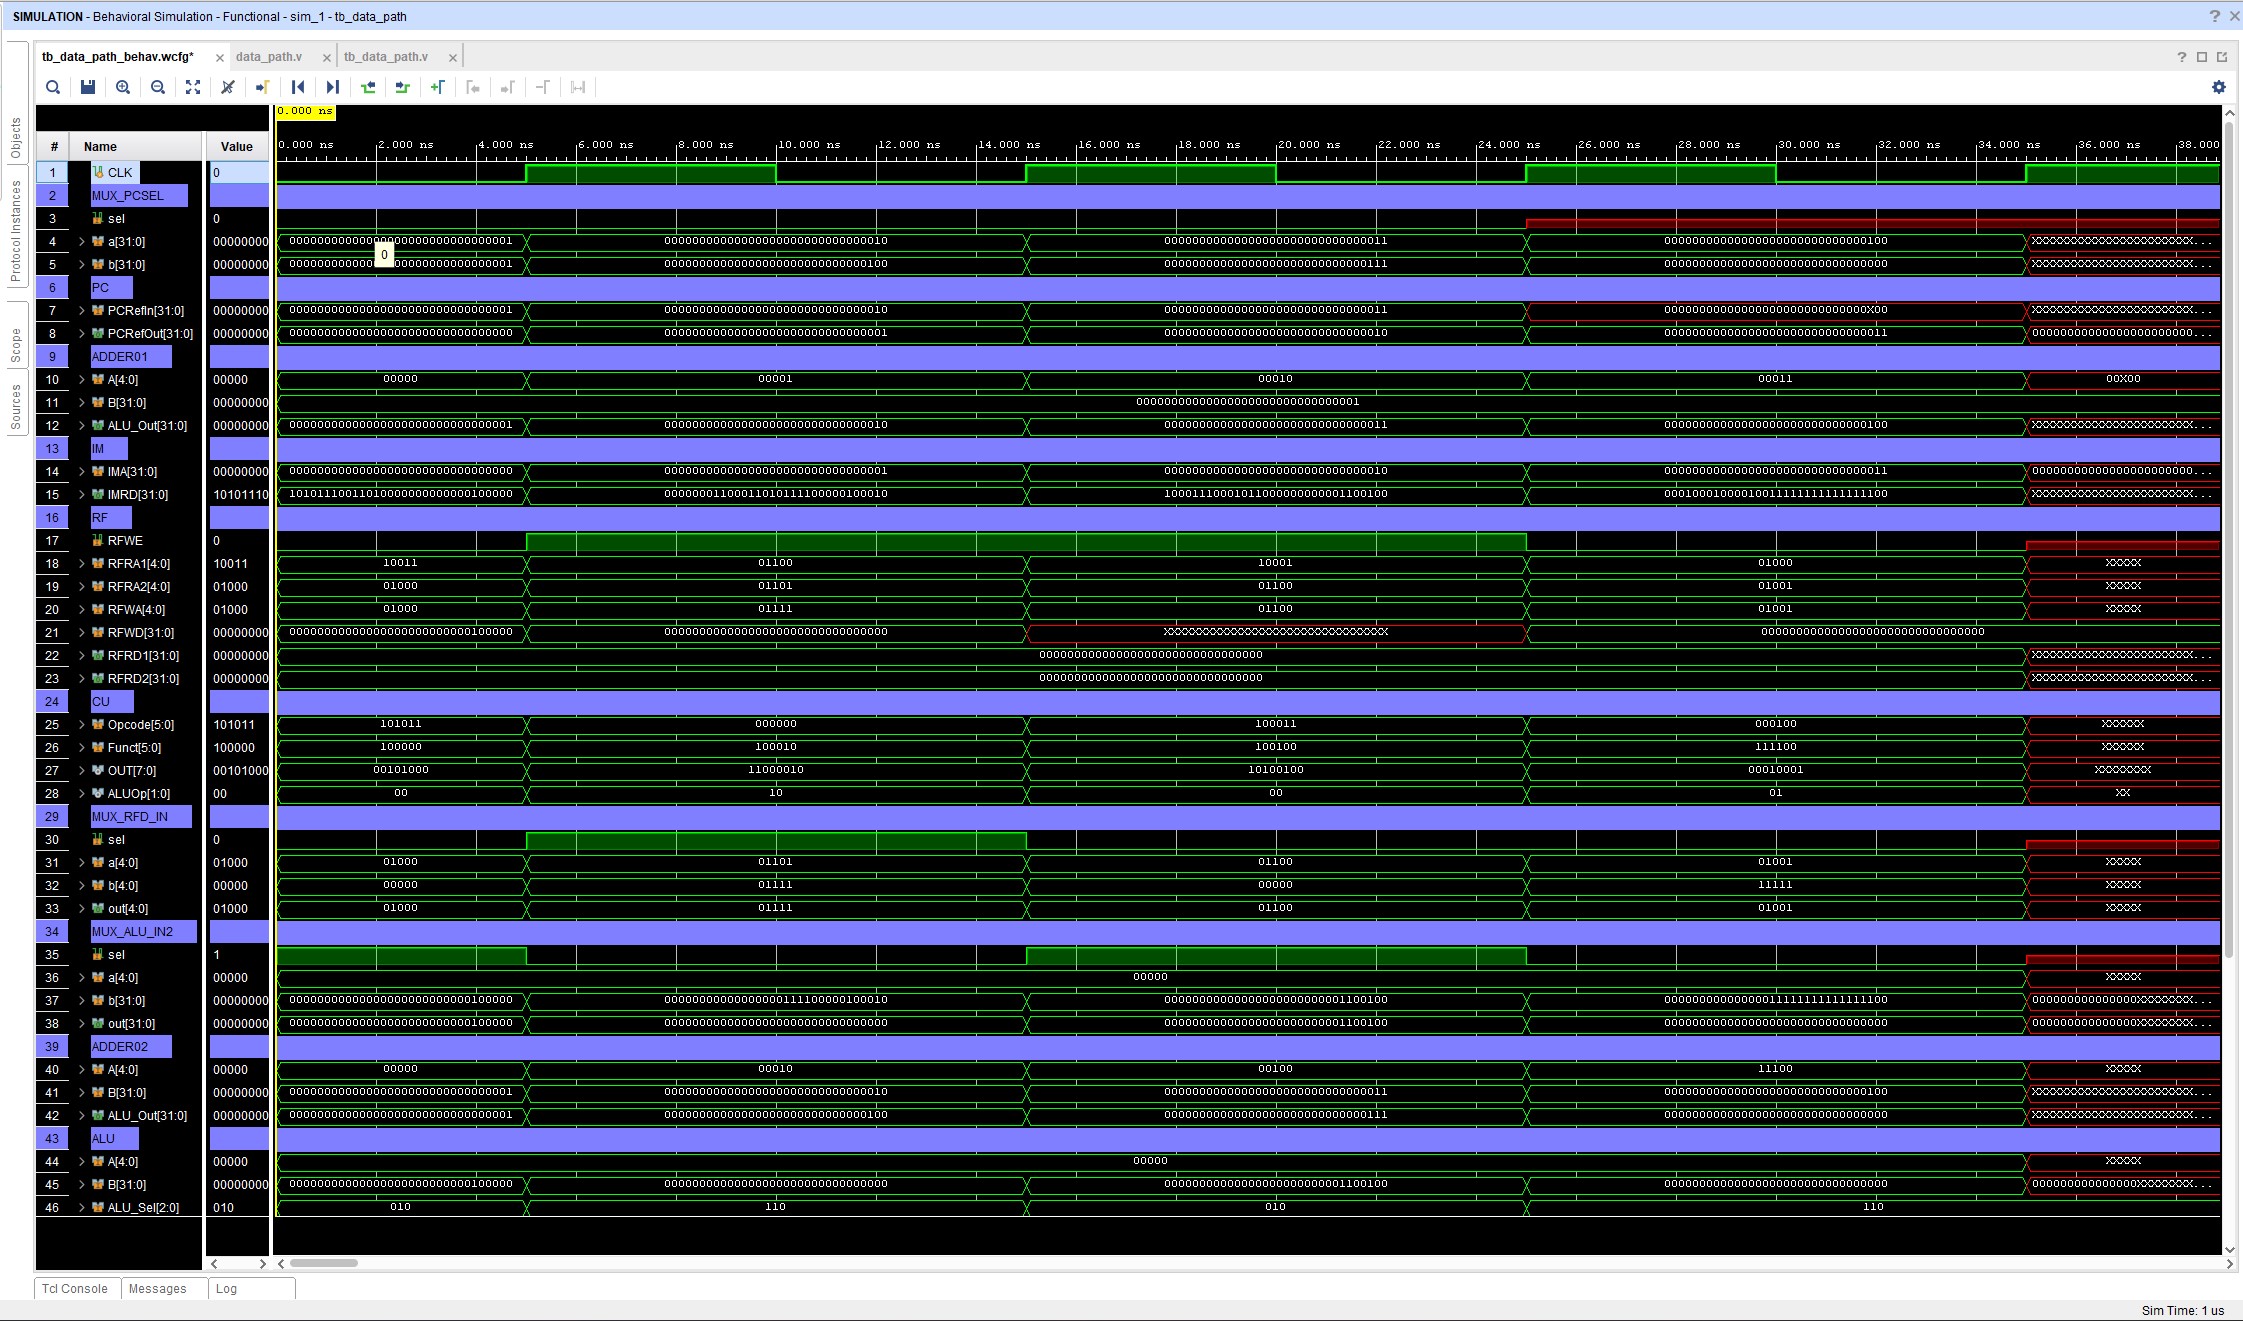 SIMULATION - Behavioral Simulation - Functional - sim_1 - tb_data_path
tb_data_path_behav.wcfg* data_path.v tb_data_path.v
Objects
Protocol Instances
Scope
Sources
0.000 ns
# Name Value 0.000 ns 2.000 ns 4.000 ns 6.000 ns 8.000 ns 10.000 ns 12.000 ns 14.000 ns 16.000 ns 18.000 ns 20.000 ns 22.000 ns 24.000 ns 26.000 ns 28.000 ns 30.000 ns 32.000 ns 34.000 ns 36.000 ns 38.000
1 CLK 0
2 MUX_PCSEL
3 sel 0
4 a[31:0] 00000000 00000000000000000000000000000001 00000000000000000000000000000010 00000000000000000000000000000011 00000000000000000000000000000100 XXXXXXXXXXXXXXXXXXXXXXX...
0
5 b[31:0] 00000000 00000000000000000000000000000001 00000000000000000000000000000100 00000000000000000000000000000111 00000000000000000000000000000000 XXXXXXXXXXXXXXXXXXXXXXX...
6 PC
7 PCRefIn[31:0] 00000000 00000000000000000000000000000001 00000000000000000000000000000010 00000000000000000000000000000011 00000000000000000000000000000X00 XXXXXXXXXXXXXXXXXXXXXXX...
8 PCRefOut[31:0] 00000000 00000000000000000000000000000000 00000000000000000000000000000001 00000000000000000000000000000010 00000000000000000000000000000011 00000000000000000000000...
9 ADDER01
10 A[4:0] 00000 00000 00001 00010 00011 00X00
11 B[31:0] 00000000 00000000000000000000000000000001
12 ALU_Out[31:0] 00000000 00000000000000000000000000000001 00000000000000000000000000000010 00000000000000000000000000000011 00000000000000000000000000000100 XXXXXXXXXXXXXXXXXXXXXXX...
13 IM
14 IMA[31:0] 00000000 00000000000000000000000000000000 00000000000000000000000000000001 00000000000000000000000000000010 00000000000000000000000000000011 00000000000000000000000...
15 IMRD[31:0] 10101110 10101110011010000000000000100000 00000001100011010111100000100010 10001110001011000000000001100100 00010001000010011111111111111100 XXXXXXXXXXXXXXXXXXXXXXX...
16 RF
17 RFWE 0
18 RFRA1[4:0] 10011 10011 01100 10001 01000 XXXXX
19 RFRA2[4:0] 01000 01000 01101 01100 01001 XXXXX
20 RFWA[4:0] 01000 01000 01111 01100 01001 XXXXX
21 RFWD[31:0] 00000000 00000000000000000000000000100000 00000000000000000000000000000000 XXXXXXXXXXXXXXXXXXXXXXXXXXXXXXXX 00000000000000000000000000000000
22 RFRD1[31:0] 00000000 00000000000000000000000000000000 XXXXXXXXXXXXXXXXXXXXXXX...
23 RFRD2[31:0] 00000000 00000000000000000000000000000000 XXXXXXXXXXXXXXXXXXXXXXX...
24 CU
25 Opcode[5:0] 101011 101011 000000 100011 000100 XXXXXX
26 Funct[5:0] 100000 100000 100010 100100 111100 XXXXXX
27 OUT[7:0] 00101000 00101000 11000010 10100100 00010001 XXXXXXXX
28 ALUOp[1:0] 00 00 10 00 01 XX
29 MUX_RFD_IN
30 sel 0
31 a[4:0] 01000 01000 01101 01100 01001 XXXXX
32 b[4:0] 00000 00000 01111 00000 11111 XXXXX
33 out[4:0] 01000 01000 01111 01100 01001 XXXXX
34 MUX_ALU_IN2
35 sel 1
36 a[4:0] 00000 00000 XXXXX
37 b[31:0] 00000000 00000000000000000000000000100000 00000000000000000111100000100010 00000000000000000000000001100100 00000000000000001111111111111100 000000000000000XXXXXXXX...
38 out[31:0] 00000000 00000000000000000000000000100000 00000000000000000000000000000000 00000000000000000000000001100100 00000000000000000000000000000000 000000000000000XXXXXXXX...
39 ADDER02
40 A[4:0] 00000 00000 00010 00100 11100 XXXXX
41 B[31:0] 00000000 00000000000000000000000000000001 00000000000000000000000000000010 00000000000000000000000000000011 00000000000000000000000000000100 XXXXXXXXXXXXXXXXXXXXXXX...
42 ALU_Out[31:0] 00000000 00000000000000000000000000000001 00000000000000000000000000000100 00000000000000000000000000000111 00000000000000000000000000000000 XXXXXXXXXXXXXXXXXXXXXXX...
43 ALU
44 A[4:0] 00000 00000 XXXXX
45 B[31:0] 00000000 00000000000000000000000000100000 00000000000000000000000000000000 00000000000000000000000001100100 00000000000000000000000000000000 000000000000000XXXXXXXX...
46 ALU_Sel[2:0] 010 010 110 010 110
Tcl Console Messages Log
Sim Time: 1 us